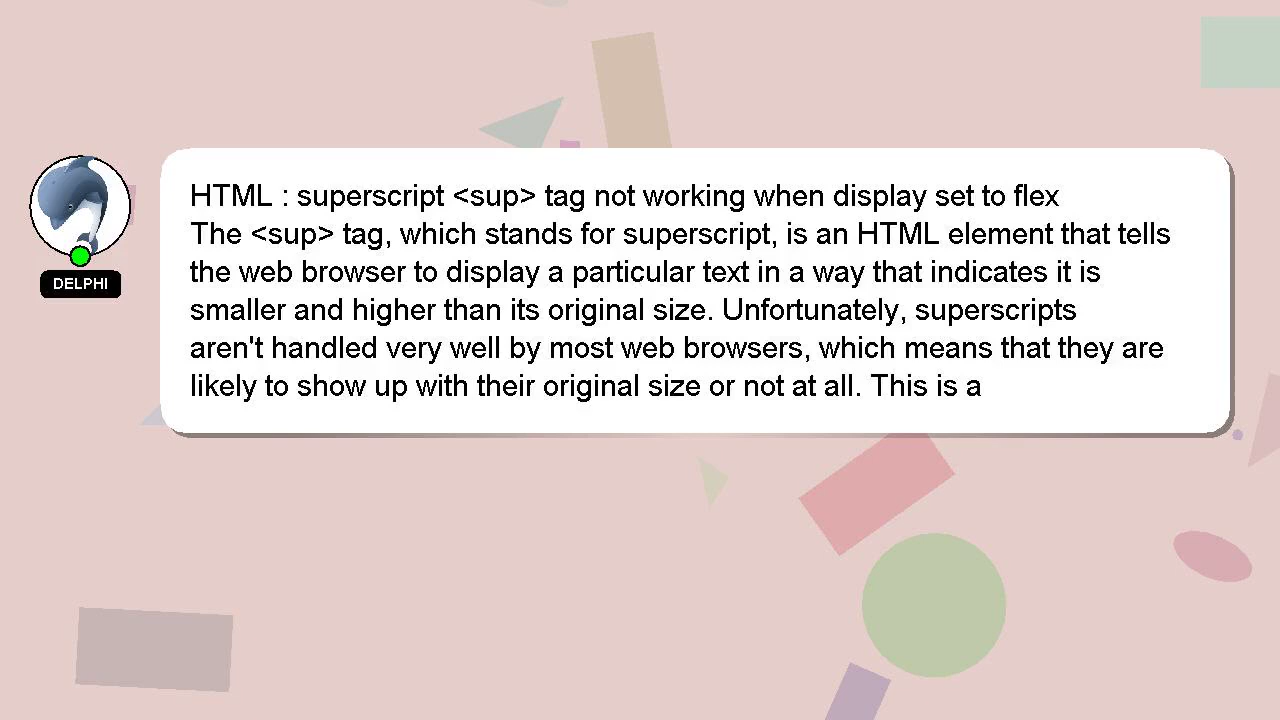 HTML : superscript <sup> tag not working when display set to flex
The <sup> tag, which stands for superscript, is an HTML element that tells
the web browser to display a particular text in a way that indicates it is
smaller and higher than its original size. Unfortunately, superscripts
aren't handled very well by most web browsers, which means that they are
likely to show up with their original size or not at all. This is a
DELPHI